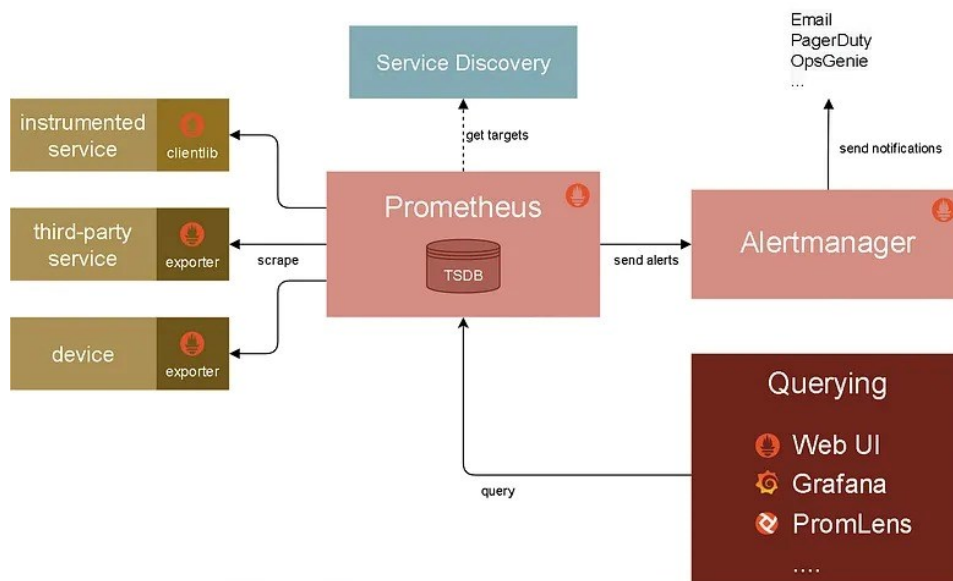 Email
PagerDuty
OpsGenie
...
Service Discovery
get targets
send notifications
instrumented
service
clientlib
Prometheus
TSDB
Alertmanager
third-party
service
exporter
scrape
send alerts
device
exporter
Querying
Web UI
Grafana
PromLens
....
query